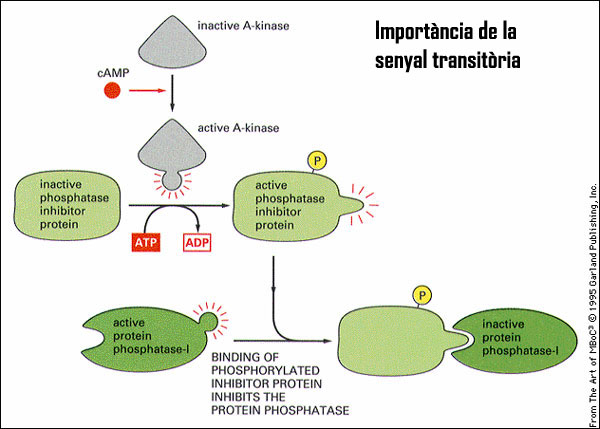 inactive A-kinase
Importància de la
senyal transitòria
cAMP
active A-kinase
P
inactive
phosphatase
inhibitor
protein
active
phosphatase
inhibitor
protein
ATP
ADP
P
active
protein
phosphatase-I
inactive
protein
phosphatase-I
BINDING OF
PHOSPHORYLATED
INHIBITOR PROTEIN
INHIBITS THE
PROTEIN PHOSPHATASE
From The Art of MBoC³ © 1995 Garland Publishing, Inc.